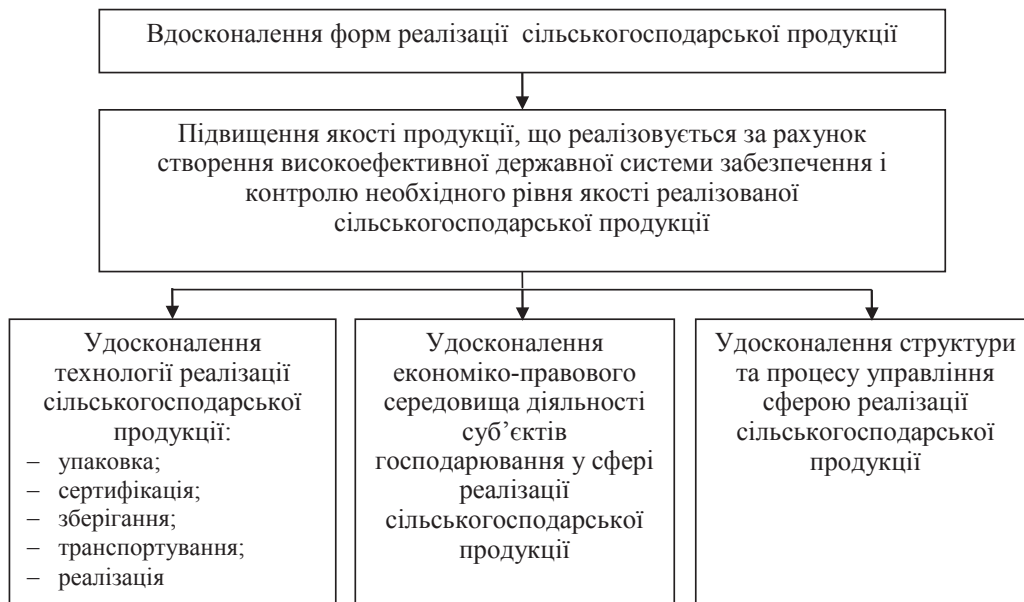 Вдосконалення форм реалізації сільськогосподарської продукції
Підвищення якості продукції, що реалізовується за рахунок
створення високоефективної державної системи забезпечення і
контролю необхідного рівня якості реалізованої
сільськогосподарської продукції
Удосконалення
технології реалізації
сільськогосподарської
продукції:
– упаковка;
– сертифікація;
– зберігання;
– транспортування;
– реалізація
Удосконалення
економіко-правового
середовища діяльності
суб’єктів
господарювання у сфері
реалізації
сільськогосподарської
продукції
Удосконалення структури
та процесу управління
сферою реалізації
сільськогосподарської
продукції